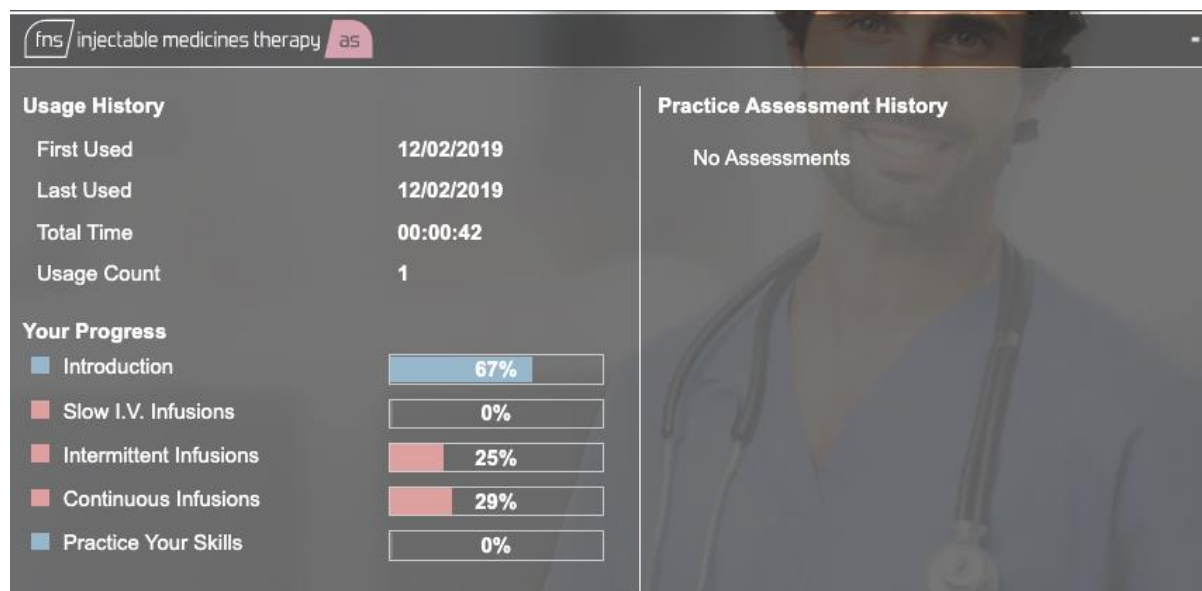 fns injectable medicines therapy as
Usage History
First Used 12/02/2019
Last Used 12/02/2019
Total Time 00:00:42
Usage Count 1
Your Progress
Introduction 67%
Slow I.V. Infusions 0%
Intermittent Infusions 25%
Continuous Infusions 29%
Practice Your Skills 0%
Practice Assessment History
No Assessments